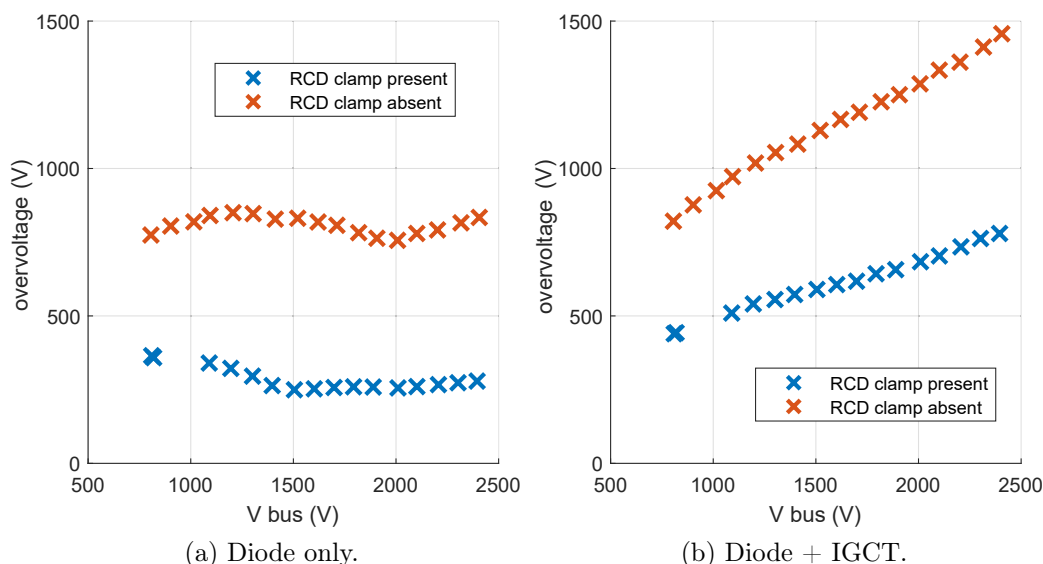 1500
1000
500
0
overvoltage (V)
RCD clamp present
RCD clamp absent
500
1000
1500
2000
2500
V bus (V)
(a) Diode only.
1500
1000
500
0
overvoltage (V)
RCD clamp present
RCD clamp absent
500
1000
1500
2000
2500
V bus (V)
(b) Diode + IGCT.